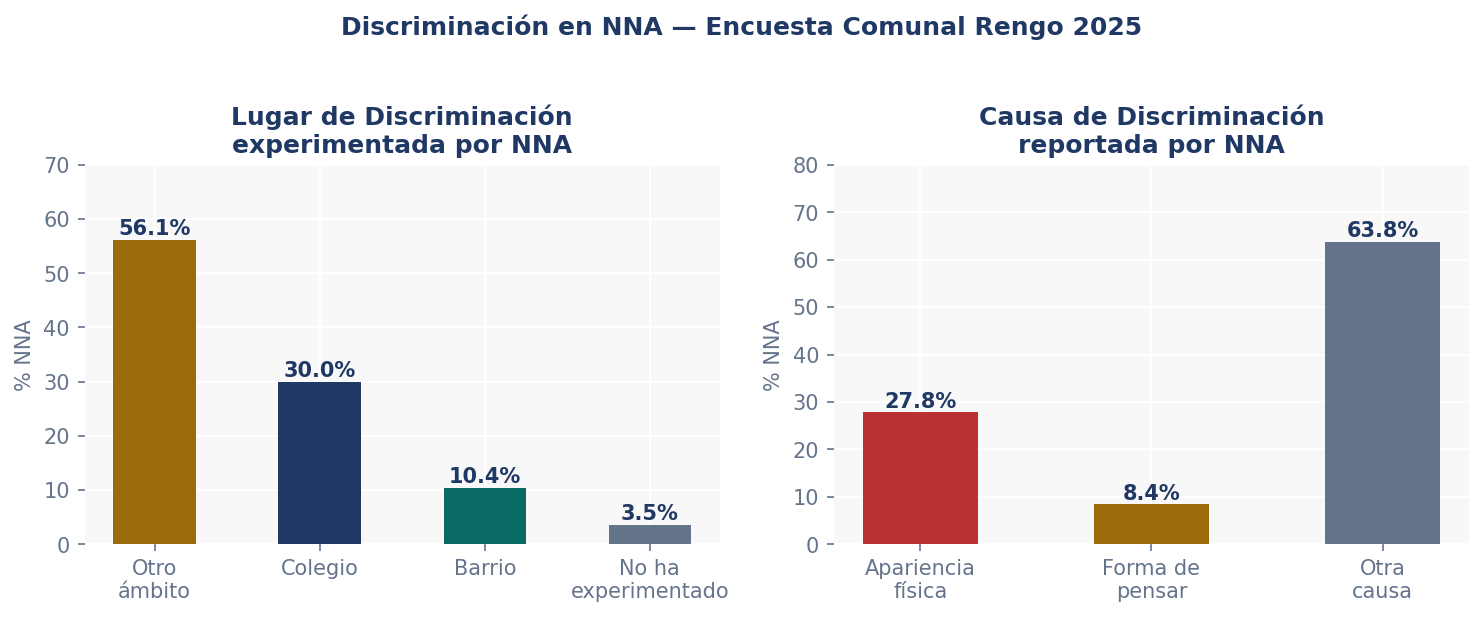 Discriminación en NNA — Encuesta Comunal Rengo 2025
Lugar de Discriminación
experimentada por NNA
% NNA
70
60
50
40
30
20
10
0
56.1%
30.0%
10.4%
3.5%
Otro
ámbito
Colegio
Barrio
No ha
experimentado
Causa de Discriminación
reportada por NNA
% NNA
80
70
60
50
40
30
20
10
0
27.8%
8.4%
63.8%
Apariencia
física
Forma de
pensar
Otra
causa